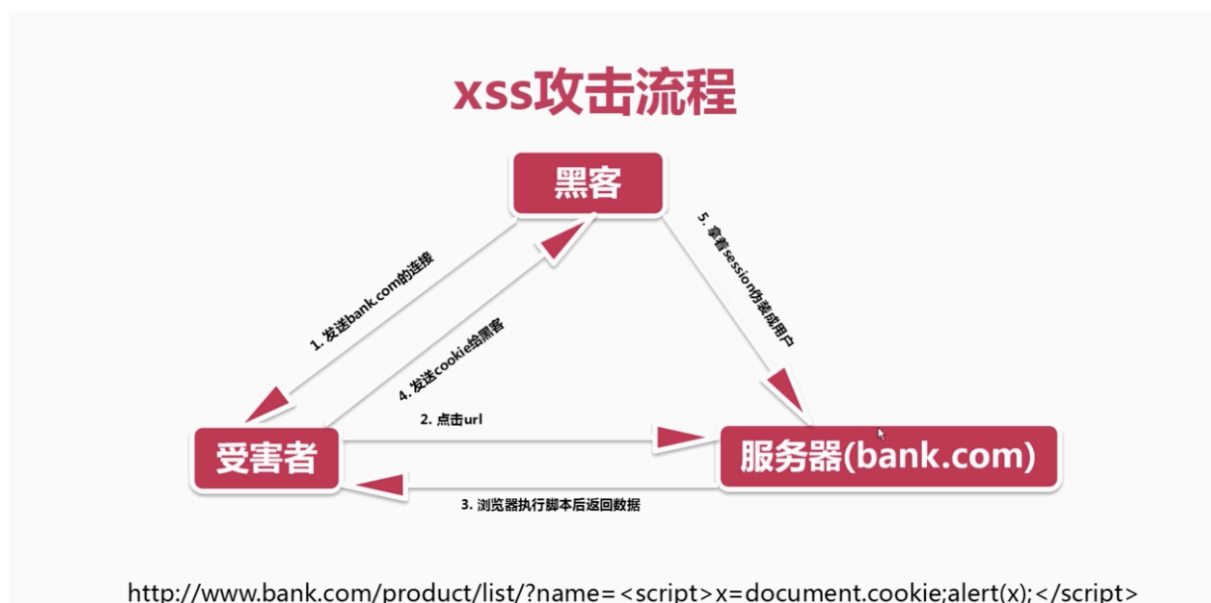 xss攻击流程
黑客
1. 发送bank.com的连接
4. 发送cookie给黑客
5. 拿着session伪装成用户
2. 点击url
受害者
服务器(bank.com)
3. 浏览器执行脚本后返回数据
http://www.bank.com/product/list/?name=<script>x=document.cookie;alert(x);</script>